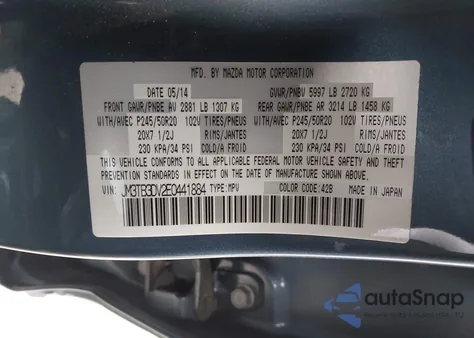 MFD. BY MAZDA MOTOR CORPORATION
DATE 05/14 GVWR/PNBV 5997 LB 2720 KG
FRONT GAWR/PNBE AV 2881 LB 1307 KG REAR GAWR/PNBE AR 3214 LB 1458 KG
WITH/AVEC P245/50R20 102V TIRES/PNEUS WITH/AVEC P245/50R20 102V TIRES/PNEUS
20X7 1/2J RIMS/JANTES 20X7 1/2J RIMS/JANTES
230 KPA/34 PSI COLD/A FROID 230 KPA/34 PSI COLD/A FROID
THIS VEHICLE CONFORMS TO ALL APPLICABLE FEDERAL MOTOR VEHICLE SAFETY AND THEFT
PREVENTION STANDARDS IN EFFECT ON THE DATE OF MANUFACTURE SHOWN ABOVE.
VIN: JM3TB3DV2E0441884 TYPE: MPV COLOR CODE: 42B MADE IN JAPAN
autoSnap